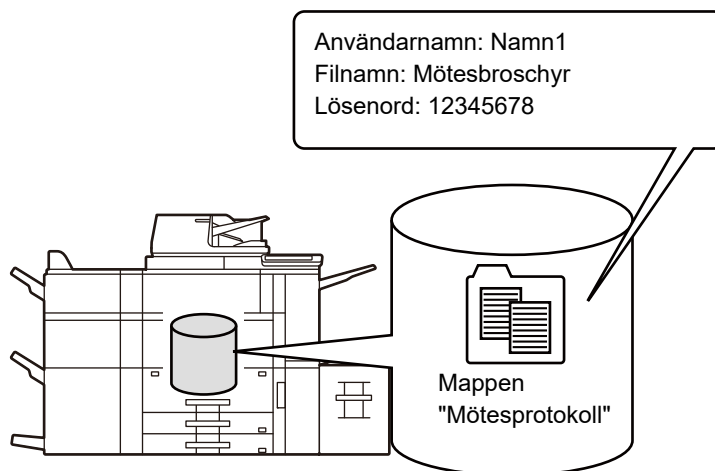 Användarnamn: Namn1
Filnamn: Mötesbroschyr
Lösenord: 12345678
Mappen
"Mötesprotokoll"